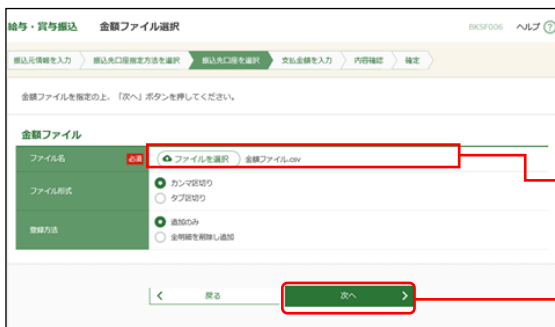 給与・賞与振込 金額ファイル選択 BKSF006 ヘルプ ?
振込元情報を入力 振込先口座指定方法を選択 振込先口座を選択 支払金額を入力 内容確認 確定
金額ファイルを指定の上、「次へ」ボタンを押してください。
金額ファイル
ファイル名 必須 ファイルを選択 金額ファイル.csv
ファイル形式 カンマ区切り
タブ区切り
登録方法 追加のみ
全明細を削除し追加
戻る 次へ